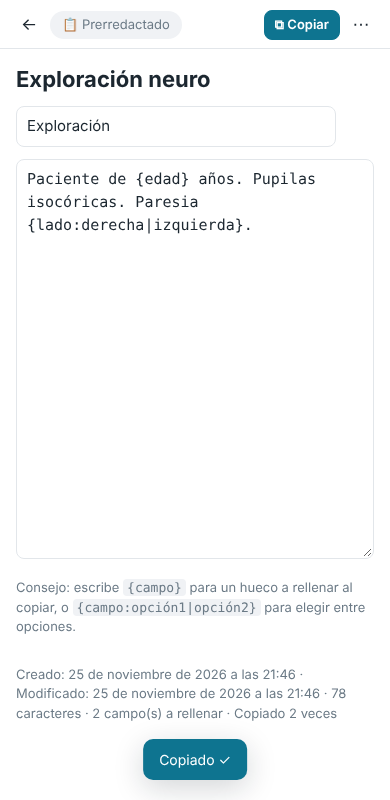 ← 📋 Prerredactado ⧉ Copiar ⋯
Exploración neuro
Exploración
Paciente de {edad} años. Pupilas
isocóricas. Paresia
{lado:derecha|izquierda}.
Consejo: escribe {campo} para un hueco a rellenar al
copiar, o {campo:opción1|opción2} para elegir entre
opciones.
Creado: 25 de noviembre de 2026 a las 21:46 ·
Modificado: 25 de noviembre de 2026 a las 21:46 · 78
caracteres · 2 campo(s) a rellenar · Copiado 2 veces
Copiado ✓